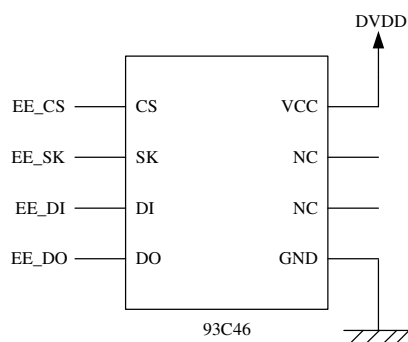 DVDD
EE_CS CS VCC
EE_SK SK NC
EE_DI DI NC
EE_DO DO GND
93C46